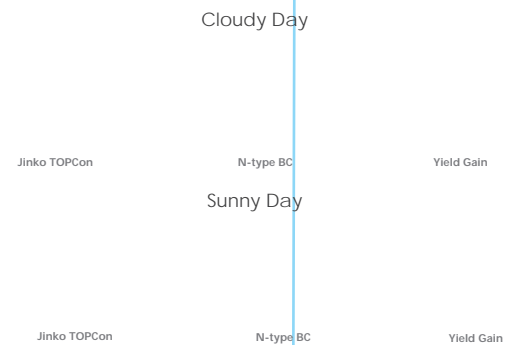 Cloudy Day
Jinko TOPCon N-type BC Yield Gain
Sunny Day
Jinko TOPCon N-type BC Yield Gain